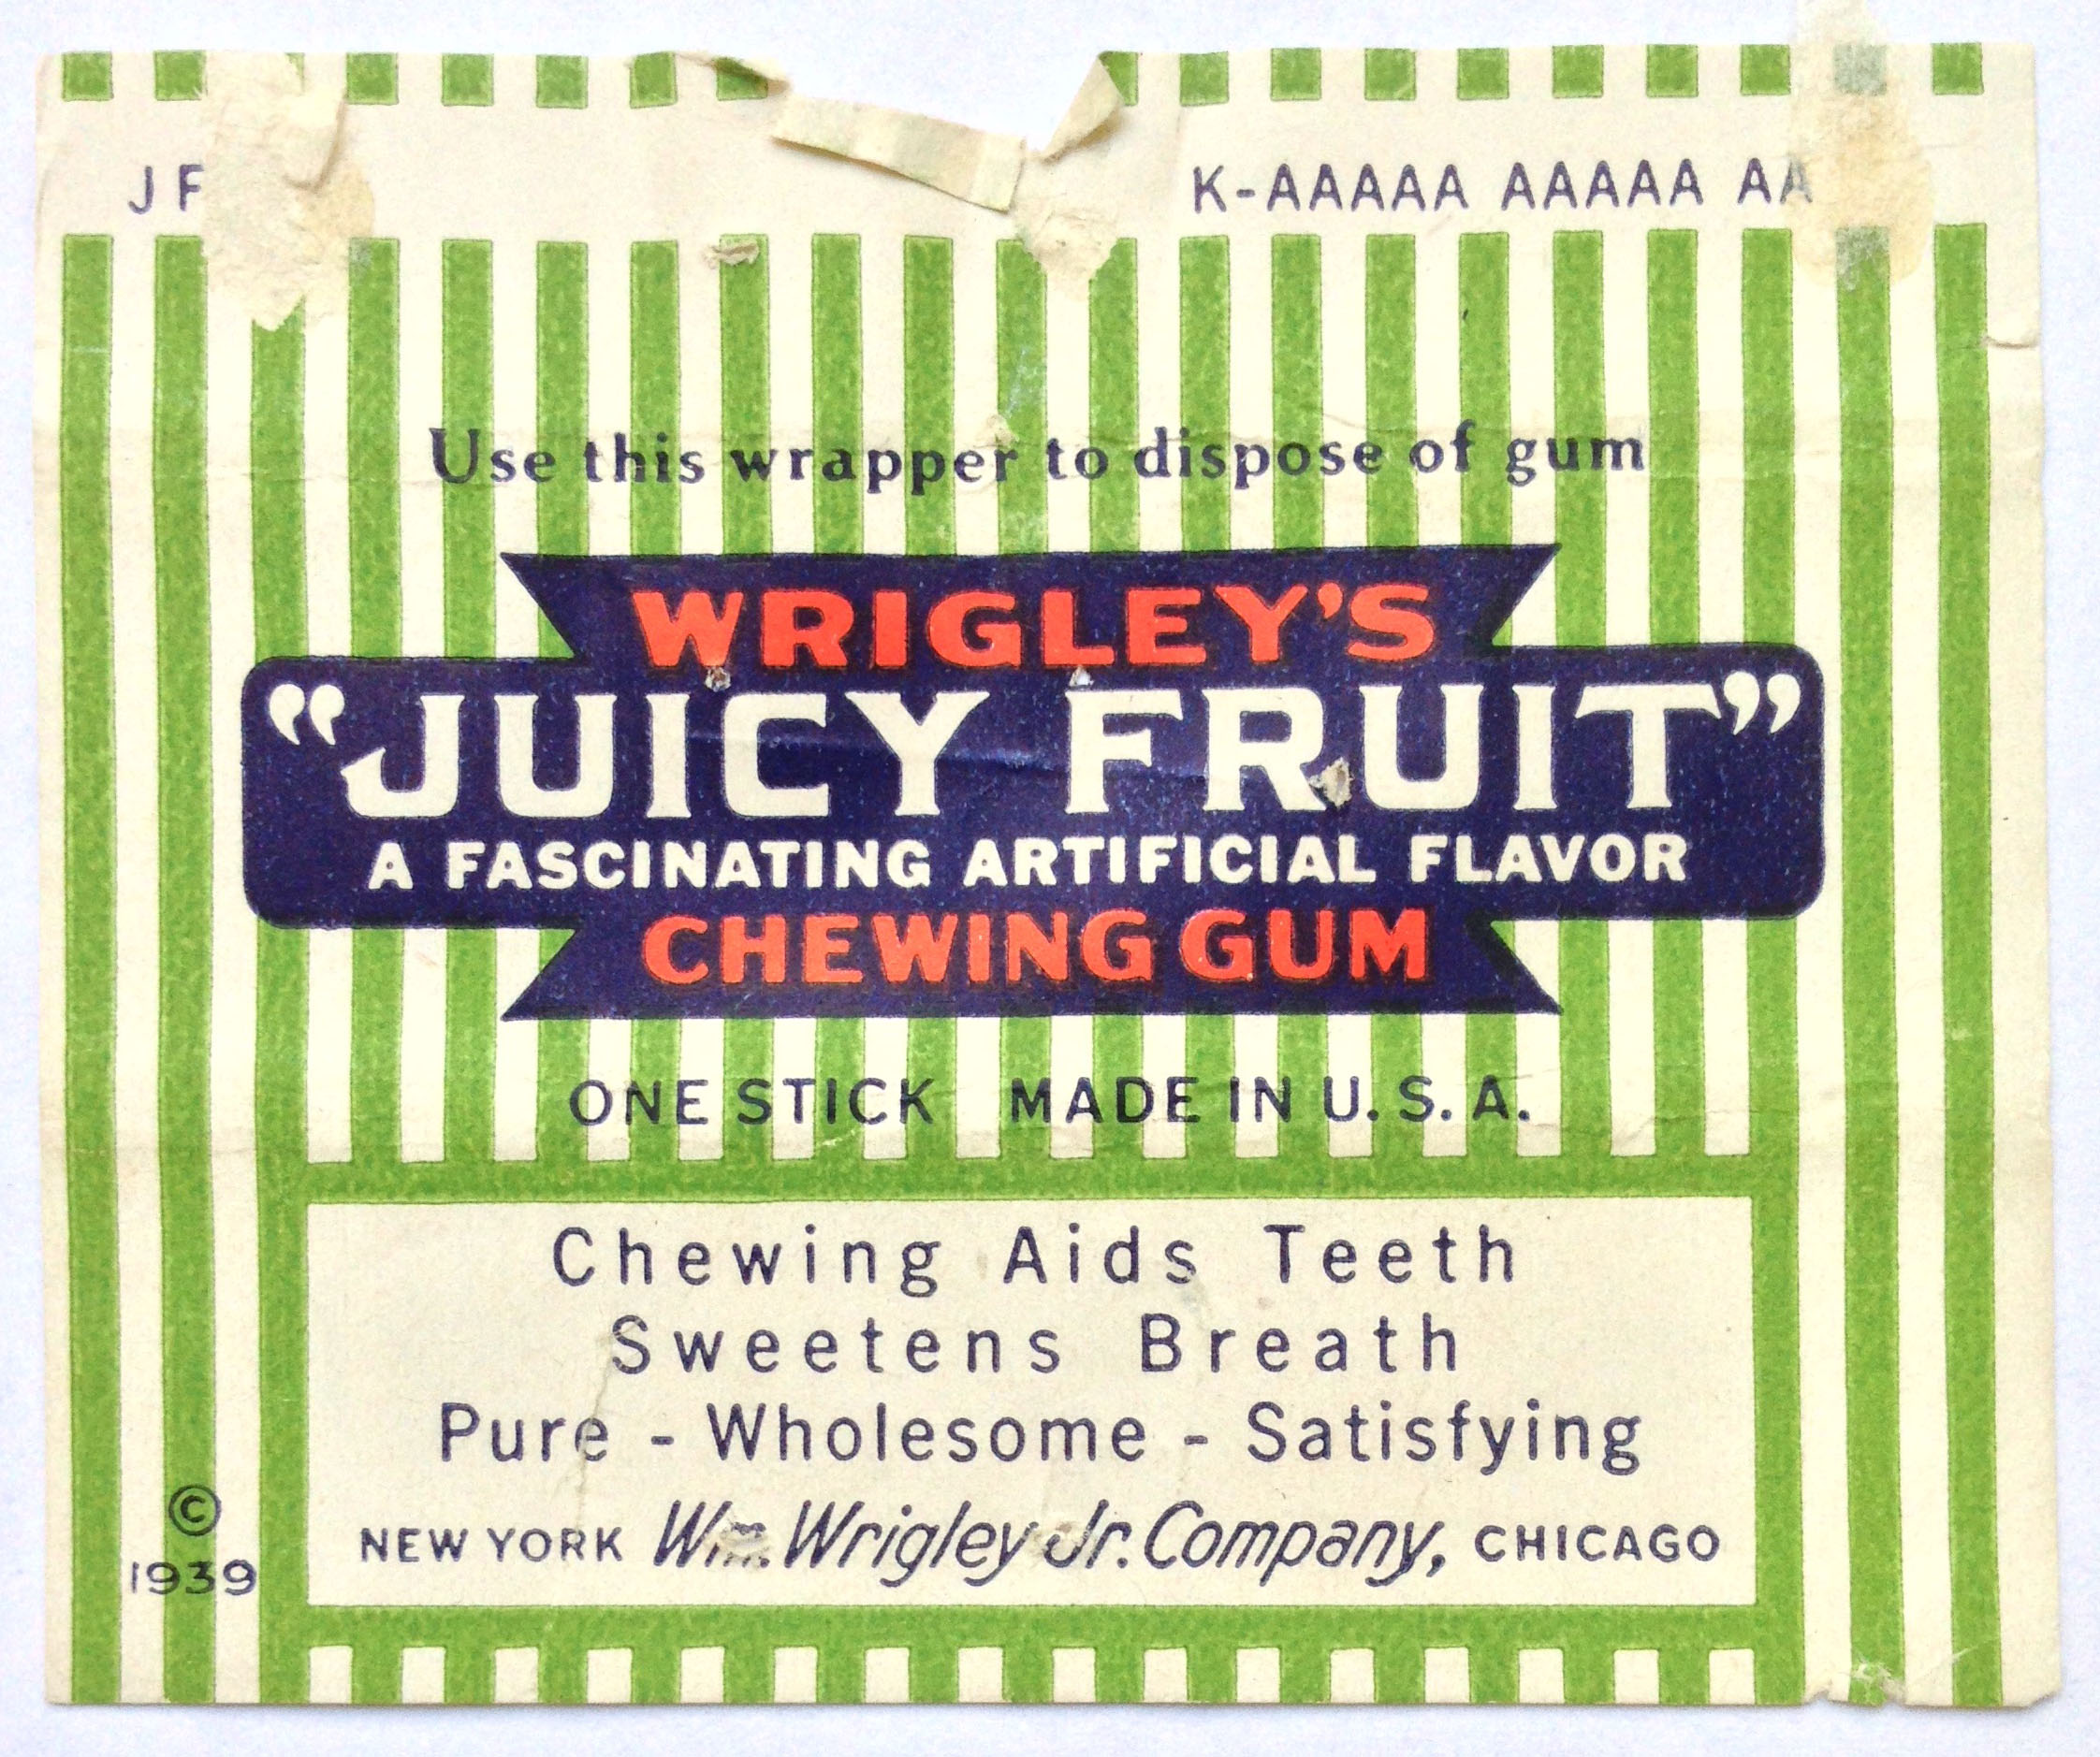 JF K-AAAAA AAAAA AA
Use this wrapper to dispose of gum
WRIGLEY'S
“JUICY FRUIT”
A FASCINATING ARTIFICIAL FLAVOR
CHEWING GUM
ONE STICK MADE IN U.S.A.
Chewing Aids Teeth
Sweetens Breath
Pure - Wholesome - Satisfying
NEW YORK Wm. Wrigley Jr. Company, CHICAGO
©
1939